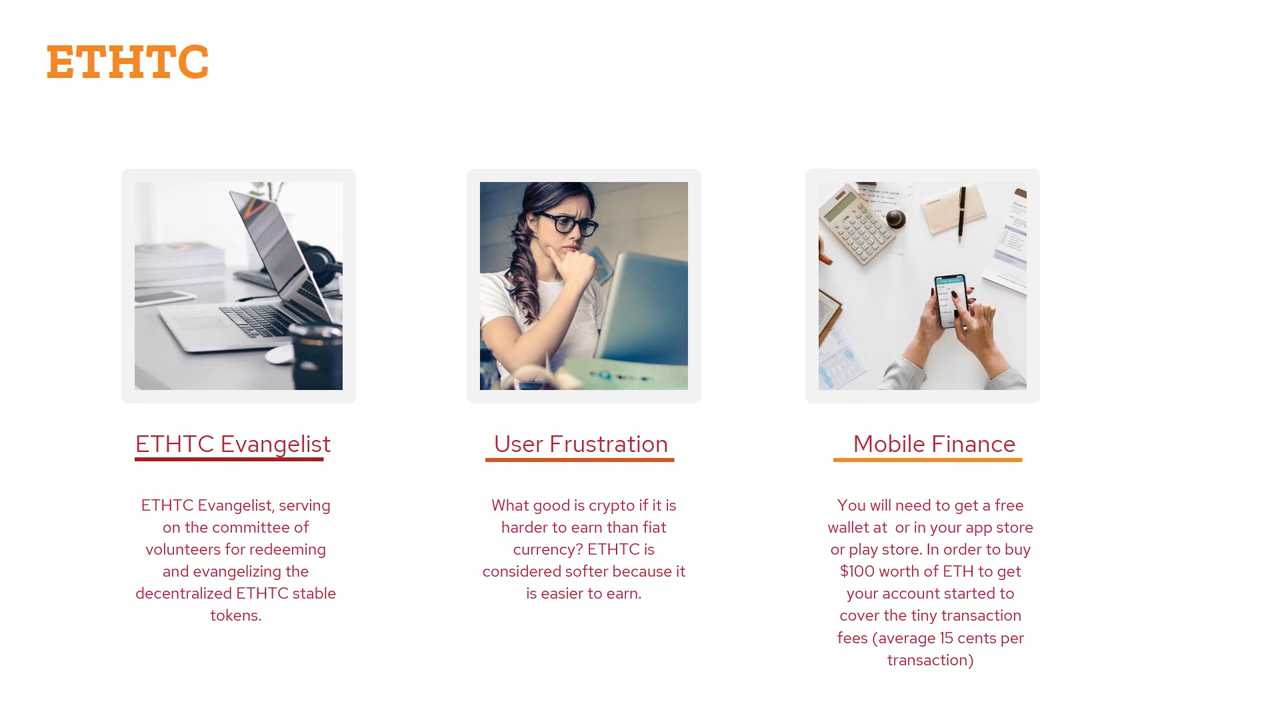 ETHTC
ETHTC Evangelist
ETHTC Evangelist, serving
on the committee of
volunteers for redeeming
and evangelizing the
decentralized ETHTC stable
tokens.
User Frustration
What good is crypto if it is
harder to earn than fiat
currency? ETHTC is
considered softer because it
is easier to earn.
Mobile Finance
You will need to get a free
wallet at  or in your app store
or play store. In order to buy
$100 worth of ETH to get
your account started to
cover the tiny transaction
fees (average 15 cents per
transaction)